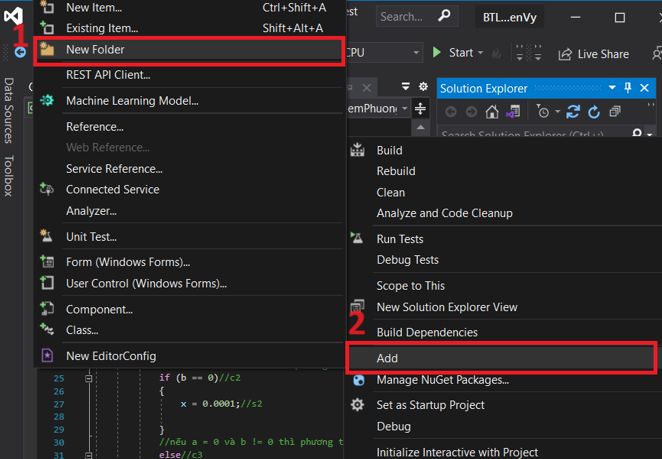 New Item... Ctrl+Shift+A
1
Existing Item... Shift+Alt+A
New Folder
REST API Client...
Machine Learning Model...
Reference...
Web Reference...
Service Reference...
Connected Service
Analyzer...
Unit Test...
Form (Windows Forms)...
User Control (Windows Forms)...
Component...
Class...
New EditorConfig
Data Sources
Toolbox
Search...
BTL...enVy
CPU
Start
Live Share
Solution Explorer
Search Solution Explorer (Ctrl+;)
Build
Rebuild
Clean
Analyze and Code Cleanup
Run Tests
Debug Tests
Scope to This
New Solution Explorer View
2
Build Dependencies
Add
Manage NuGet Packages...
Set as Startup Project
Debug
Initialize Interactive with Project
25 if (b == 0)//c2
26 {
27 x = 0.0001;//s2
28
29 }
30 //nếu a = 0 và b != 0 thì phương t
31 else//c3